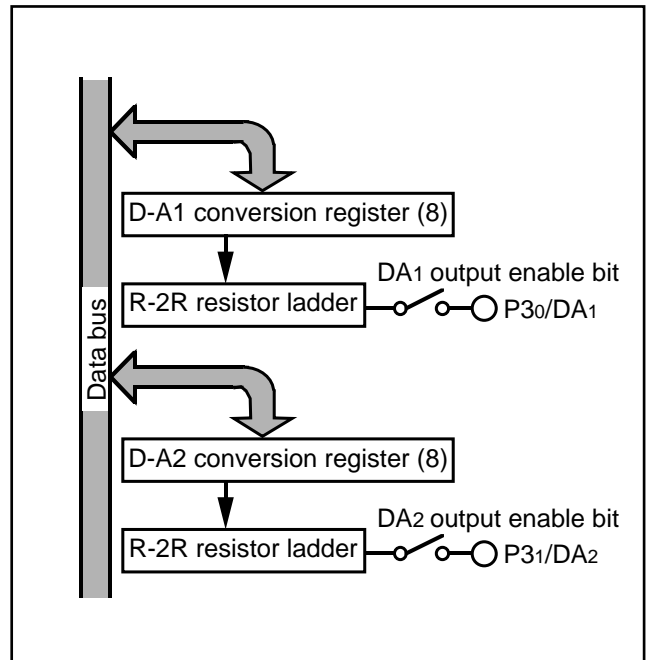 D-A1 conversion register (8)
DA1 output enable bit
R-2R resistor ladder
P30/DA1
Data bus
D-A2 conversion register (8)
DA2 output enable bit
R-2R resistor ladder
P31/DA2